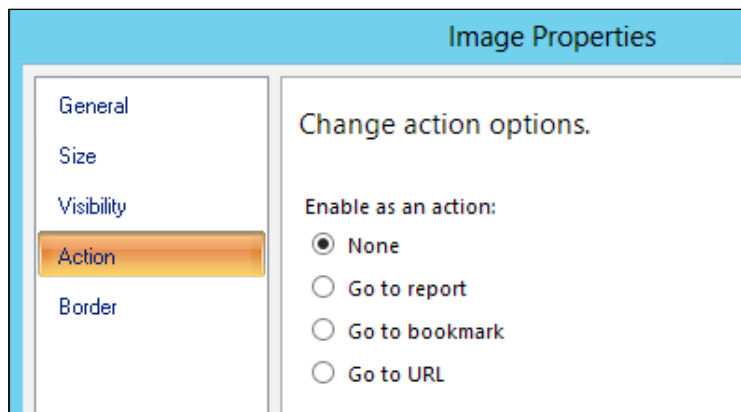 Image Properties
General
Size
Visibility
Action
Border
Change action options.
Enable as an action:
None
Go to report
Go to bookmark
Go to URL